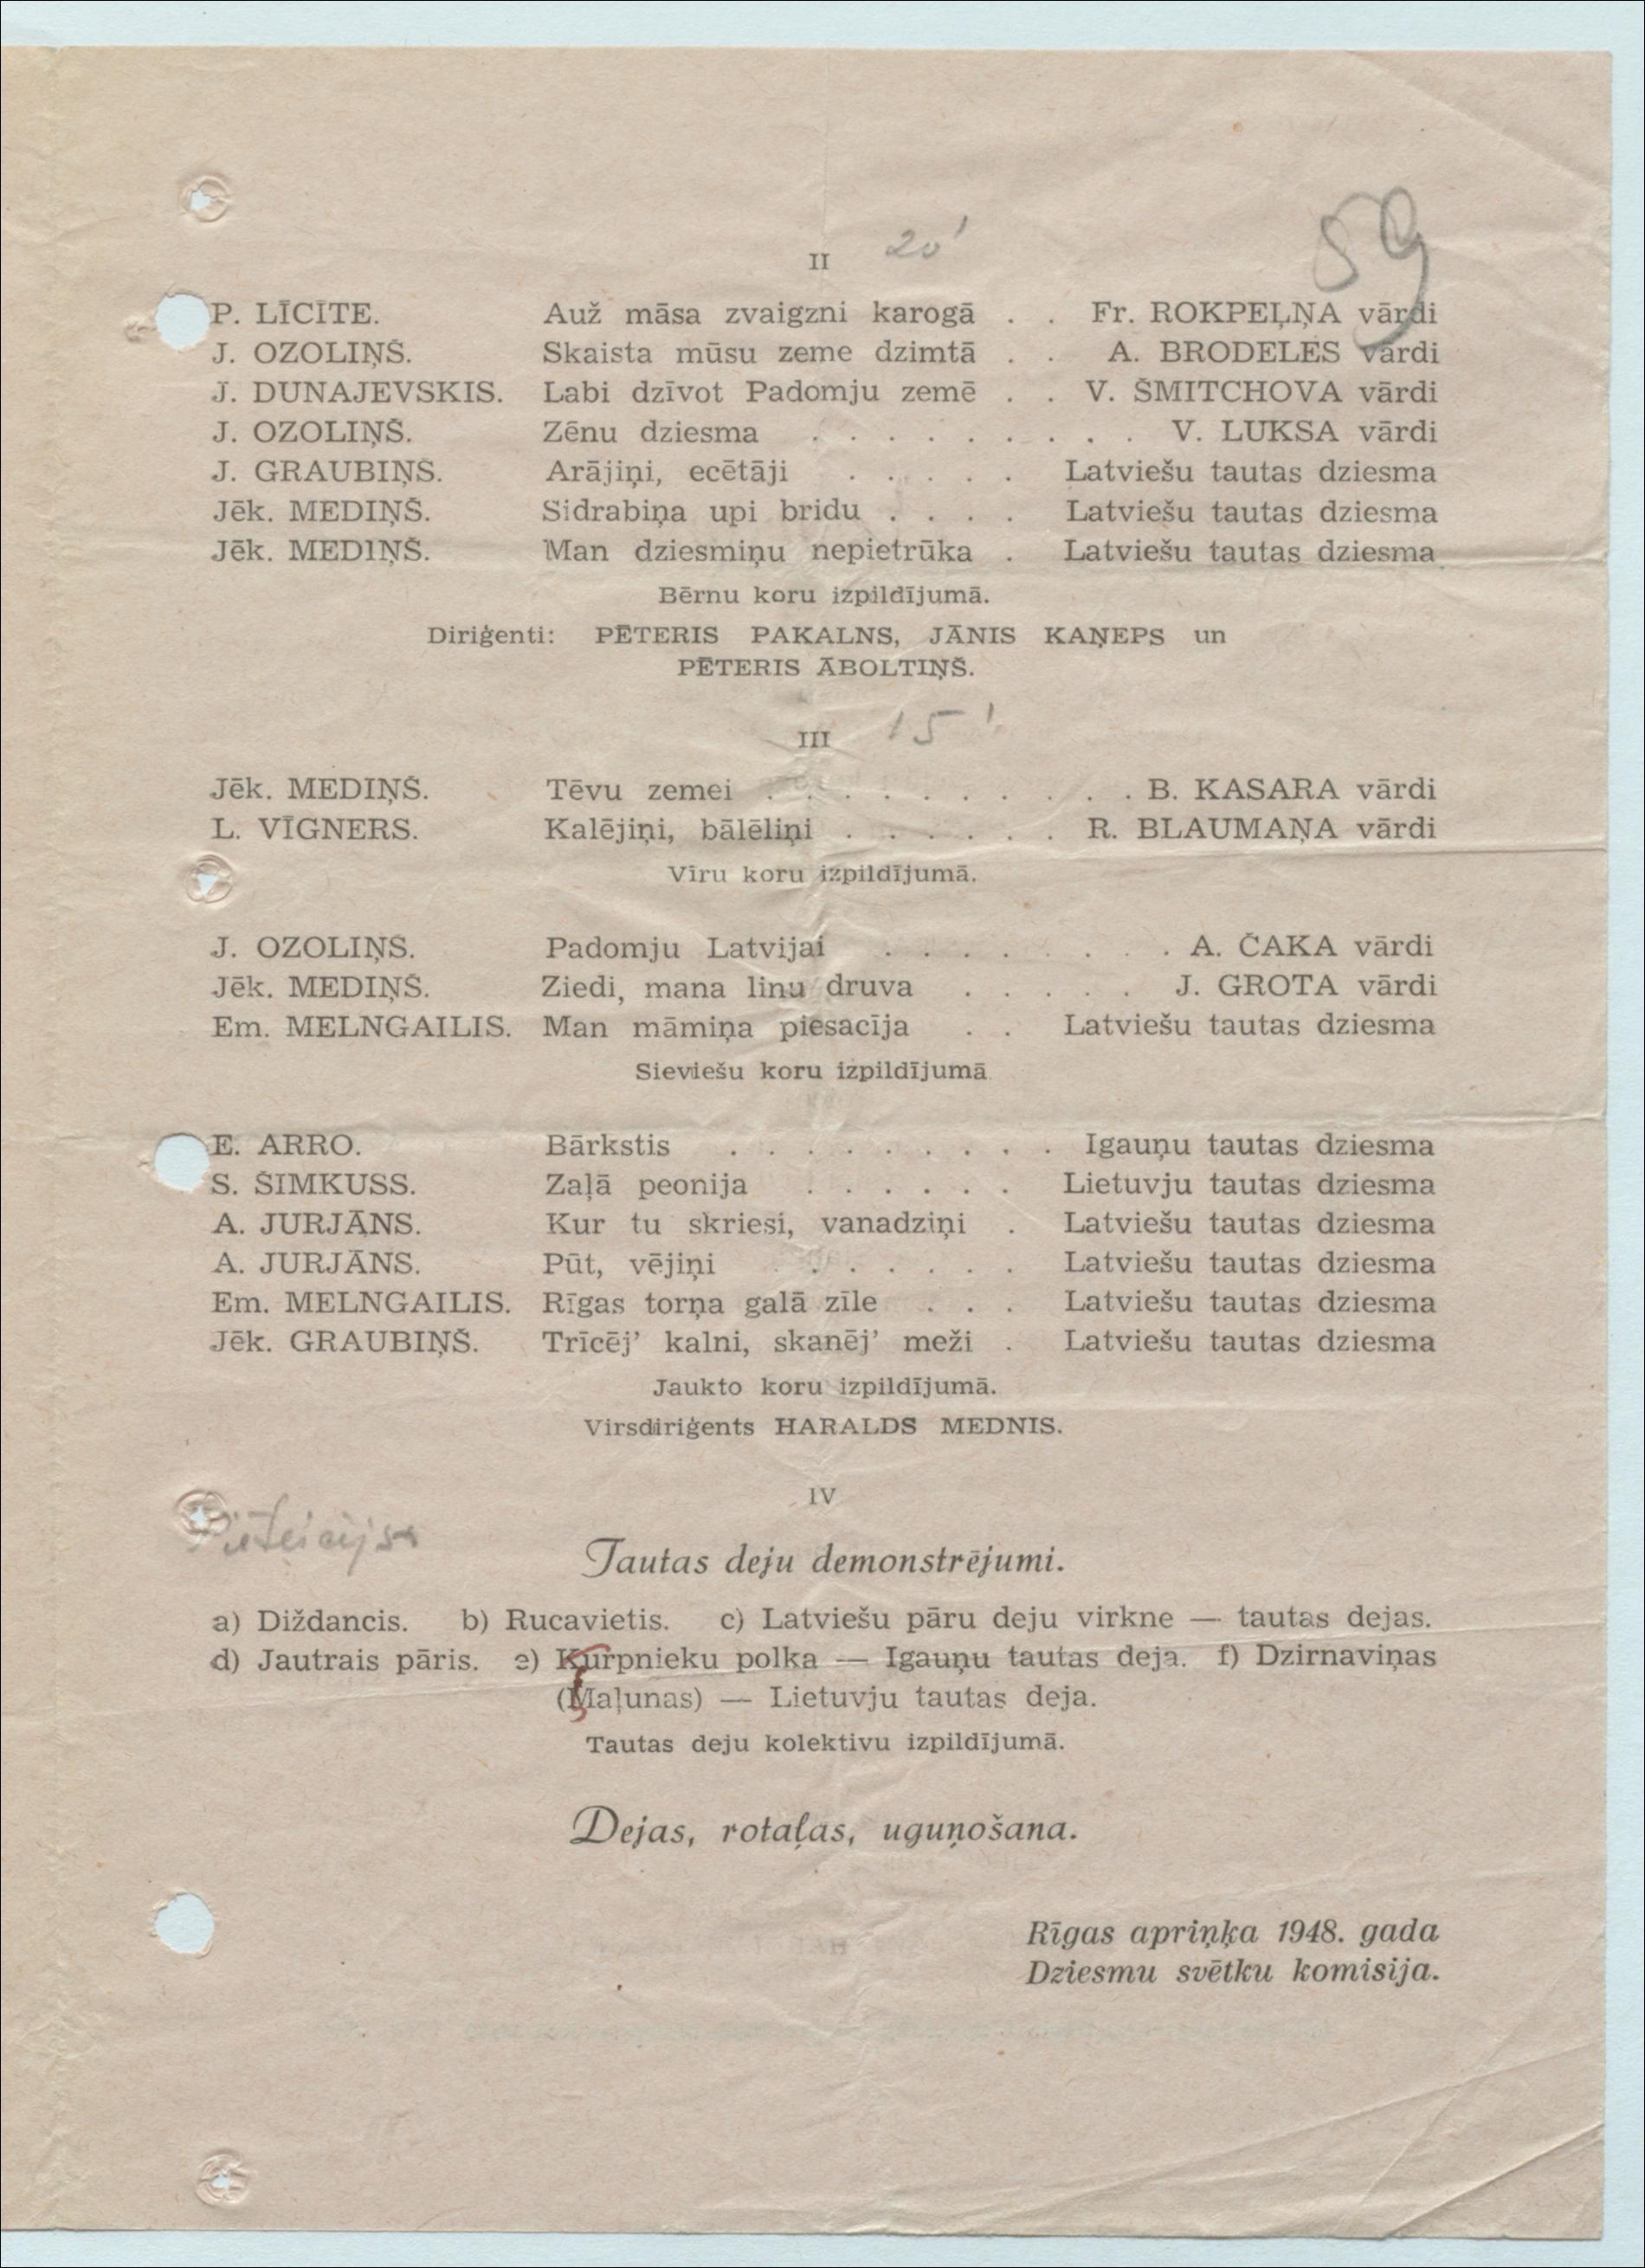 59
II 20'
P. LĪCĪTE. Auž māsa zvaigzni karogā . . Fr. ROKPEĻŅA vārdi
J. OZOLIŅŠ. Skaista mūsu zeme dzimtā . . A. BRODELES vārdi
J. DUNAJEVSKIS. Labi dzīvot Padomju zemē . . V. ŠMITCHOVA vārdi
J. OZOLIŅŠ. Zēnu dziesma . . . . . . . . . V. LUKSA vārdi
J. GRAUBIŅŠ. Arājiņi, ecētāji . . . . . Latviešu tautas dziesma
Jēk. MEDIŅŠ. Sidrabiņa upi bridu . . . . Latviešu tautas dziesma
Jēk. MEDIŅŠ. Man dziesmiņu nepietrūka . Latviešu tautas dziesma
Bērnu koru izpildījumā.
Diriģenti: PĒTERIS PAKALNS, JĀNIS KAŅEPS un
PĒTERIS ĀBOLTIŅŠ.
III 15'
Jēk. MEDIŅŠ. Tēvu zemei . . . . . . . . . . B. KASARA vārdi
L. VĪGNERS. Kalējiņi, bālēliņi . . . . . . R. BLAUMAŅA vārdi
Vīru koru izpildījumā.
J. OZOLIŅŠ. Padomju Latvijai . . . . . . . . A. ČAKA vārdi
Jēk. MEDIŅŠ. Ziedi, mana linu druva . . . . . J. GROTA vārdi
Em. MELNGAILIS. Man māmiņa piesacīja . . Latviešu tautas dziesma
Sieviešu koru izpildījumā
E. ARRO. Bārkstis . . . . . . . . . Igauņu tautas dziesma
S. ŠIMKUSS. Zaļā peonija . . . . . . Lietuvju tautas dziesma
A. JURJĀNS. Kur tu skriesi, vanadziņi . Latviešu tautas dziesma
A. JURJĀNS. Pūt, vējiņi . . . . . . Latviešu tautas dziesma
Em. MELNGAILIS. Rīgas torņa galā zīle . . . Latviešu tautas dziesma
Jēk. GRAUBIŅŠ. Trīcēj’ kalni, skanēj’ meži . Latviešu tautas dziesma
Jaukto koru izpildījumā.
Virsdiriģents HARALDS MEDNIS.
IV
Tautas deju demonstrējumi.
a) Diždancis. b) Rucavietis. c) Latviešu pāru deju virkne — tautas dejas.
d) Jautrais pāris. e) Kurpnieku polka — Igauņu tautas deja. f) Dzirnaviņas
(Maļunas) — Lietuvju tautas deja.
Tautas deju kolektivu izpildījumā.
Dejas, rotaļas, uguņošana.
Rīgas apriņķa 1948. gada
Dziesmu svētku komisija.